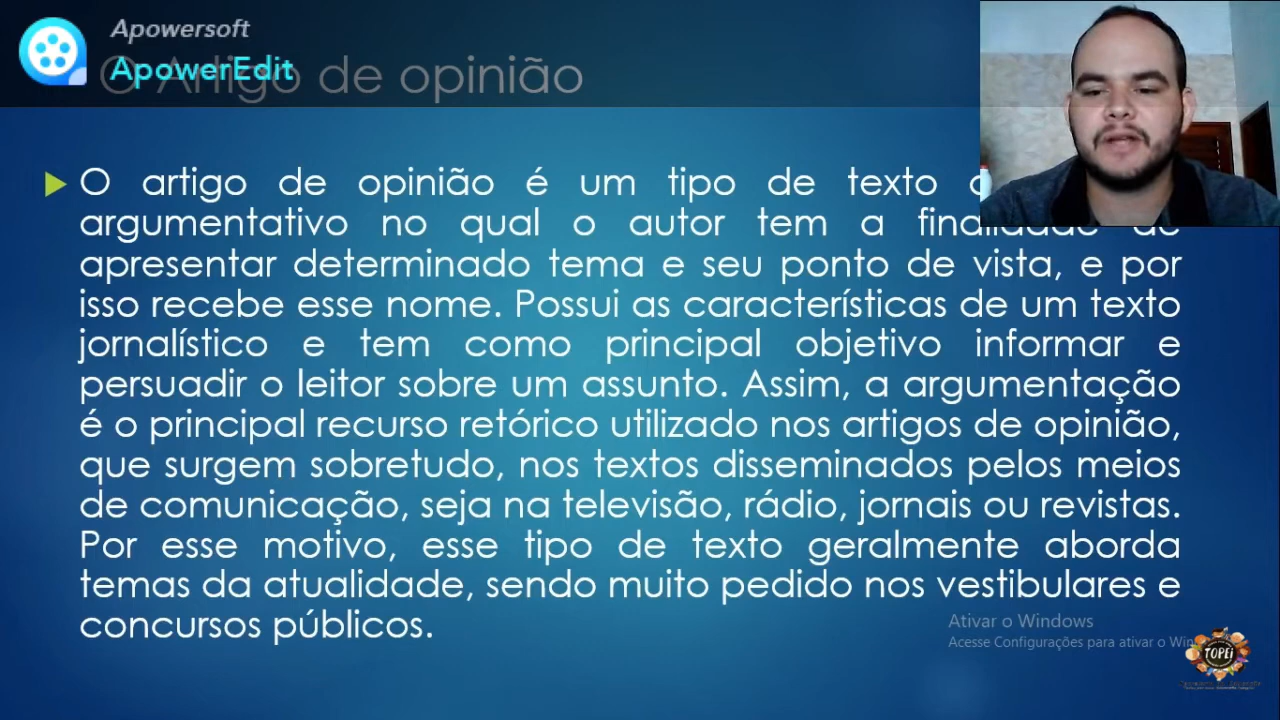 Apowersoft
ApowerEdit
O Artigo de opinião
O artigo de opinião é um tipo de texto
argumentativo no qual o autor tem a finalidade de
apresentar determinado tema e seu ponto de vista, e por
isso recebe esse nome. Possui as características de um texto
jornalístico e tem como principal objetivo informar e
persuadir o leitor sobre um assunto. Assim, a argumentação
é o principal recurso retórico utilizado nos artigos de opinião,
que surgem sobretudo, nos textos disseminados pelos meios
de comunicação, seja na televisão, rádio, jornais ou revistas.
Por esse motivo, esse tipo de texto geralmente aborda
temas da atualidade, sendo muito pedido nos vestibulares e
concursos públicos.
Ativar o Windows
Acesse Configurações para ativar o Win
TOPEI